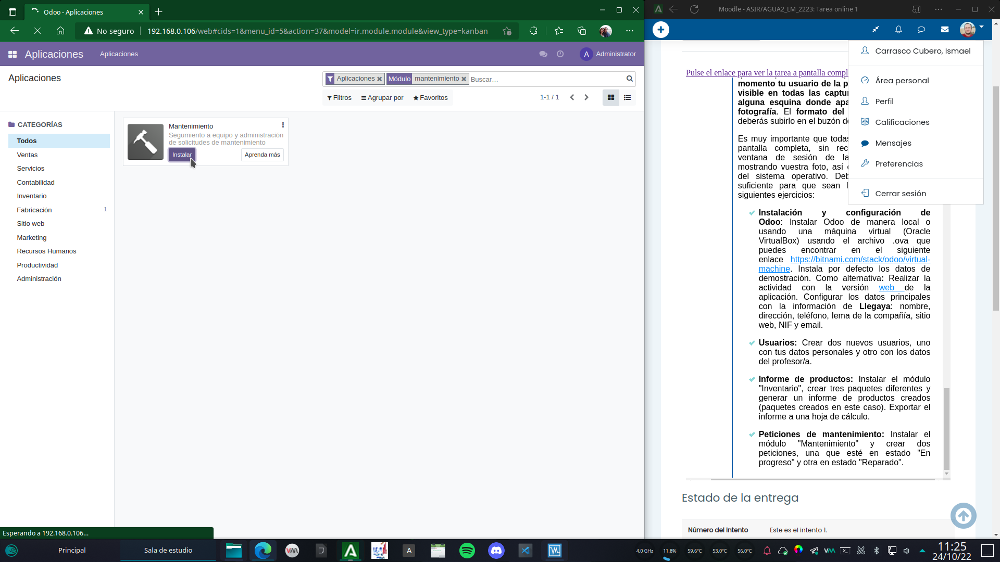 Odoo - Aplicaciones
No seguro
192.168.0.106/web#cids=1&menu_id=5&action=37&model=ir.module.module&view_type=kanban
Aplicaciones
Aplicaciones
A
Administrator
Aplicaciones
Aplicaciones
Módulo
mantenimiento
Buscar...
Filtros
Agrupar por
Favoritos
1-1 / 1
CATEGORÍAS
Todos
Ventas
Servicios
Contabilidad
Inventario
Fabricación 1
Sitio web
Marketing
Recursos Humanos
Productividad
Administración
Mantenimiento
Segumiento a equipo y administración
de solicitudes de mantenimiento
Instalar
Aprenda más
Esperando a 192.168.0.106...
Moodle - ASIR/AGUA2_LM_2223: Tarea online 1
Carrasco Cubero, Ismael
Área personal
Perfil
Calificaciones
Mensajes
Preferencias
Cerrar sesión
Pulse el enlace para ver la tarea a pantalla compl
momento tu usuario de la p
visible en todas las captur
alguna esquina donde apa
fotografía. El formato del
deberás subirlo en el buzón de
Es muy importante que todas
pantalla completa, sin rec
ventana de sesión de la
mostrando vuestra foto, así
del sistema operativo. Deb
suficiente para que sean l
siguientes ejercicios:
Instalación y configuración de
Odoo: Instalar Odoo de manera local o
usando una máquina virtual (Oracle
VirtualBox) usando el archivo .ova que
puedes encontrar en el siguiente
enlace https://bitnami.com/stack/odoo/virtual-
machine. Instala por defecto los datos de
demostración. Como alternativa: Realizar la
actividad con la versión web de la
aplicación. Configurar los datos principales
con la información de Llegaya: nombre,
dirección, teléfono, lema de la compañía, sitio
web, NIF y email.
Usuarios: Crear dos nuevos usuarios, uno
con tus datos personales y otro con los datos
del profesor/a.
Informe de productos: Instalar el módulo
"Inventario", crear tres paquetes diferentes y
generar un informe de productos creados
(paquetes creados en este caso). Exportar el
informe a una hoja de cálculo.
Peticiones de mantenimiento: Instalar el
módulo "Mantenimiento" y crear dos
peticiones, una que esté en estado "En
progreso" y otra en estado "Reparado".
Estado de la entrega
Número del Intento
Este es el intento 1.
Principal
Sala de estudio
A
4,0 GHz
11,8%
59,6°C
53,0°C
56,0°C
11:25
24/10/22